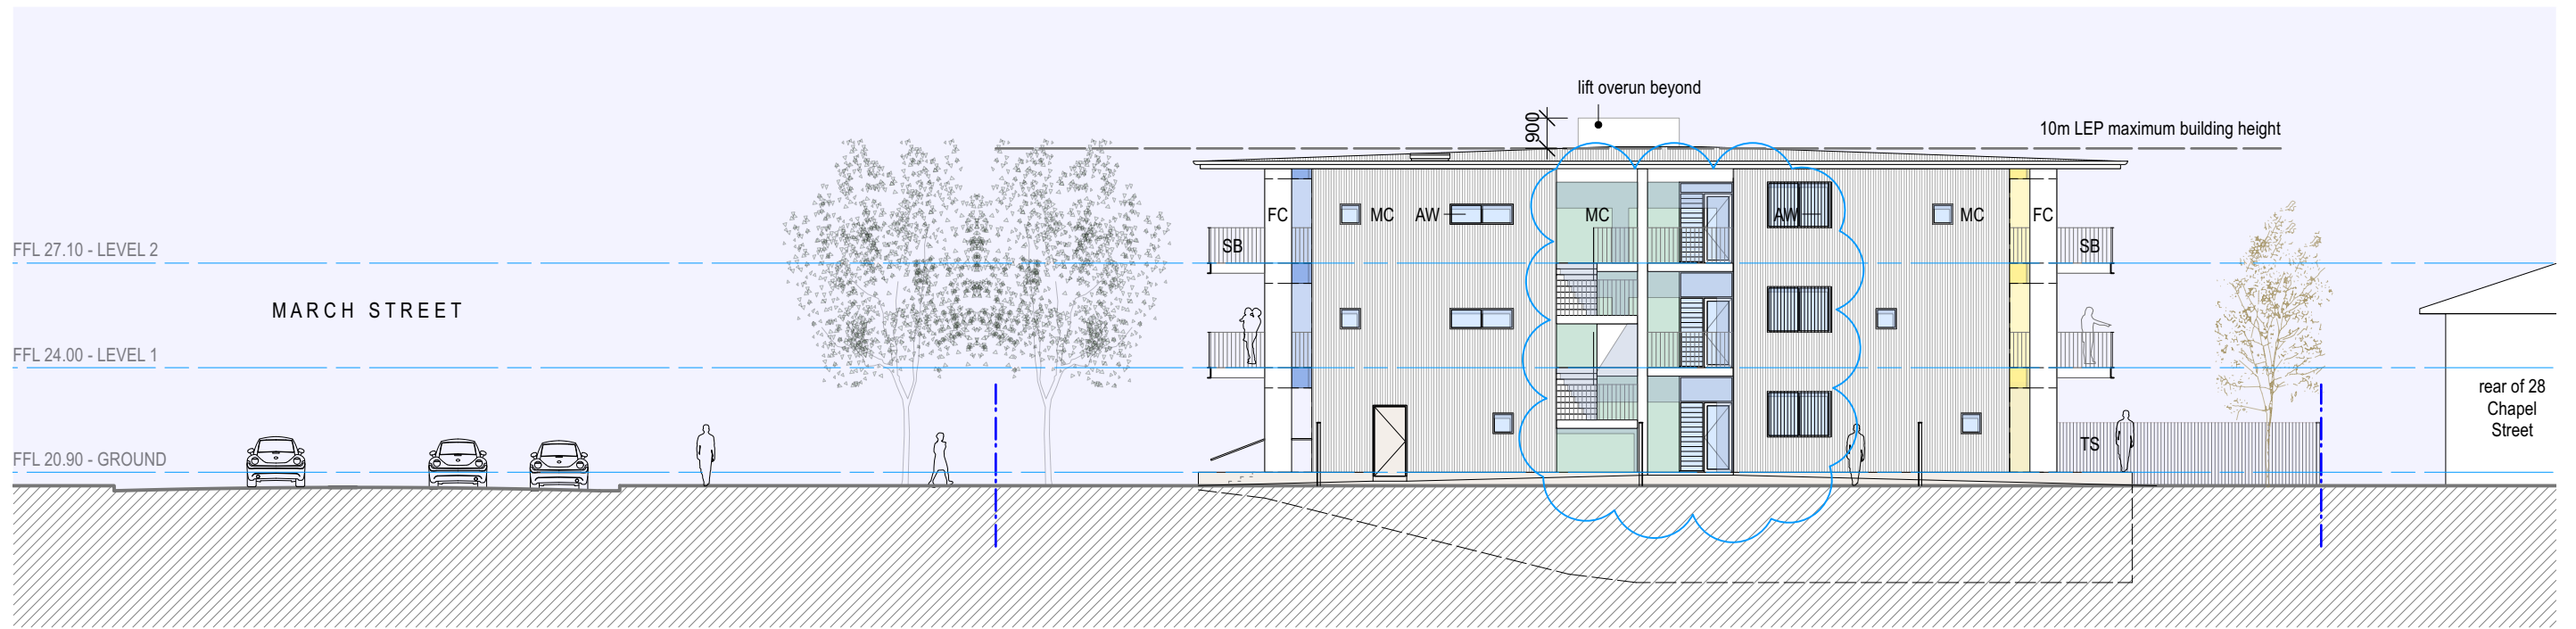 lift overun beyond
900
10m LEP maximum building height
FC
MC
AW
MC
AW
MC
FC
FFL 27.10 - LEVEL 2
SB
SB
MARCH STREET
FFL 24.00 - LEVEL 1
rear of 28
Chapel
Street
FFL 20.90 - GROUND
TS